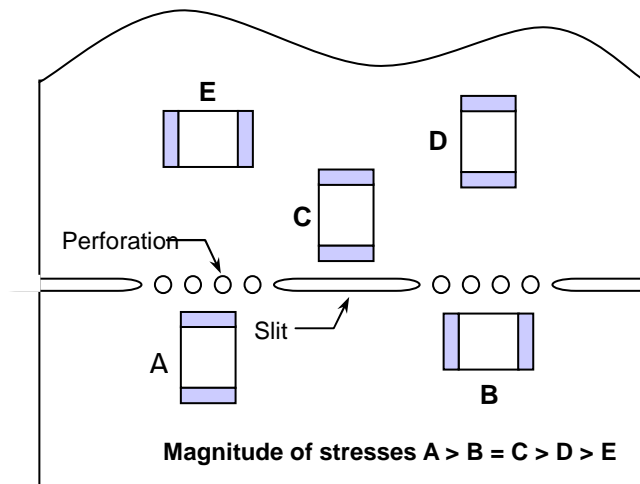 E
D
C
Perforation
Slit
A
B
Magnitude of stresses A > B = C > D > E